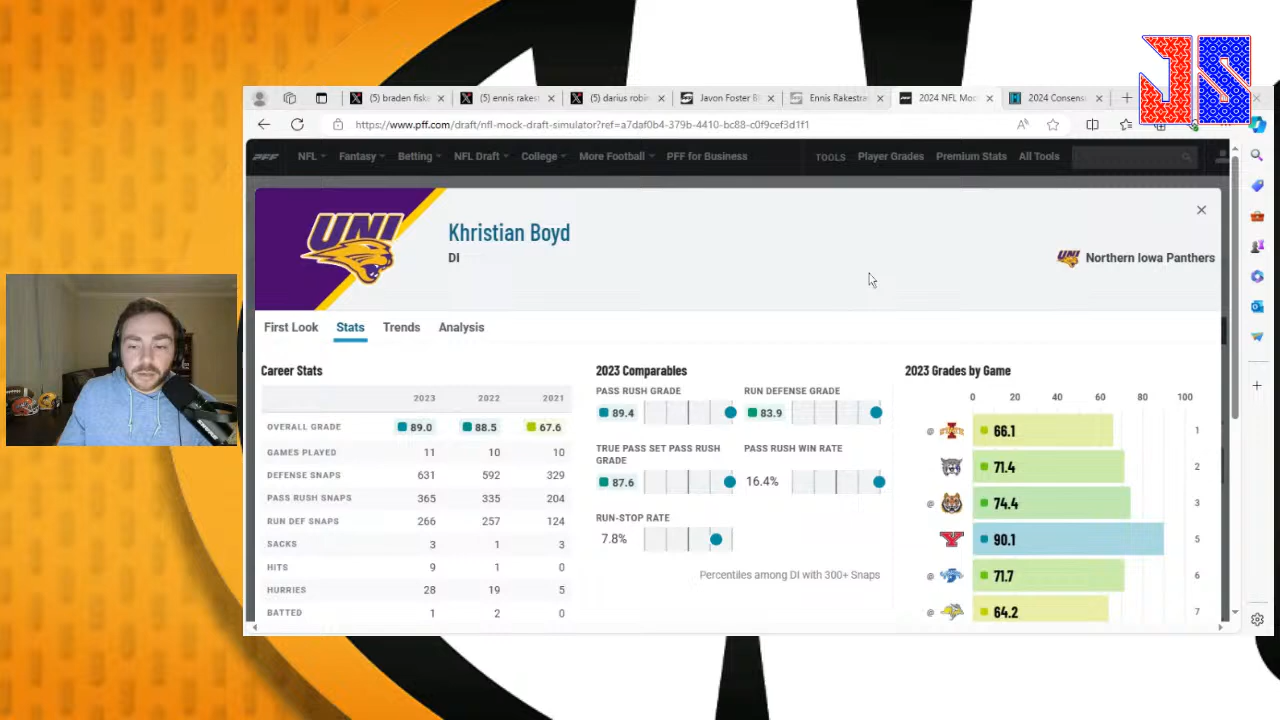 JS
(5) braden fiske
(5) ennis rakest
(5) darius robin
Javon Foster
Ennis Rakestra
2024 NFL Moc
2024 Consens
https://www.pff.com/draft/nfl-mock-draft-simulator?ref=a7daf0b4-379b-4410-bc88-c0f9cef3d1f1
PFF NFL Fantasy Betting NFL Draft College More Football PFF for Business TOOLS Player Grades Premium Stats All Tools
UNI
Khristian Boyd
DI
UNI Northern Iowa Panthers
First Look Stats Trends Analysis
Career Stats
2023 2022 2021
OVERALL GRADE 89.0 88.5 67.6
GAMES PLAYED 11 10 10
DEFENSE SNAPS 631 592 329
PASS RUSH SNAPS 365 335 204
RUN DEF SNAPS 266 257 124
SACKS 3 1 3
HITS 9 1 0
HURRIES 28 19 5
BATTED 1 2 0
2023 Comparables
PASS RUSH GRADE RUN DEFENSE GRADE
89.4 83.9
TRUE PASS SET PASS RUSH PASS RUSH WIN RATE
GRADE
87.6 16.4%
RUN-STOP RATE
7.8%
Percentiles among DI with 300+ Snaps
2023 Grades by Game
0 20 40 60 80 100
@ 66.1 1
71.4 2
@ 74.4 3
Y 90.1 5
@ 71.7 6
@ 64.2 7